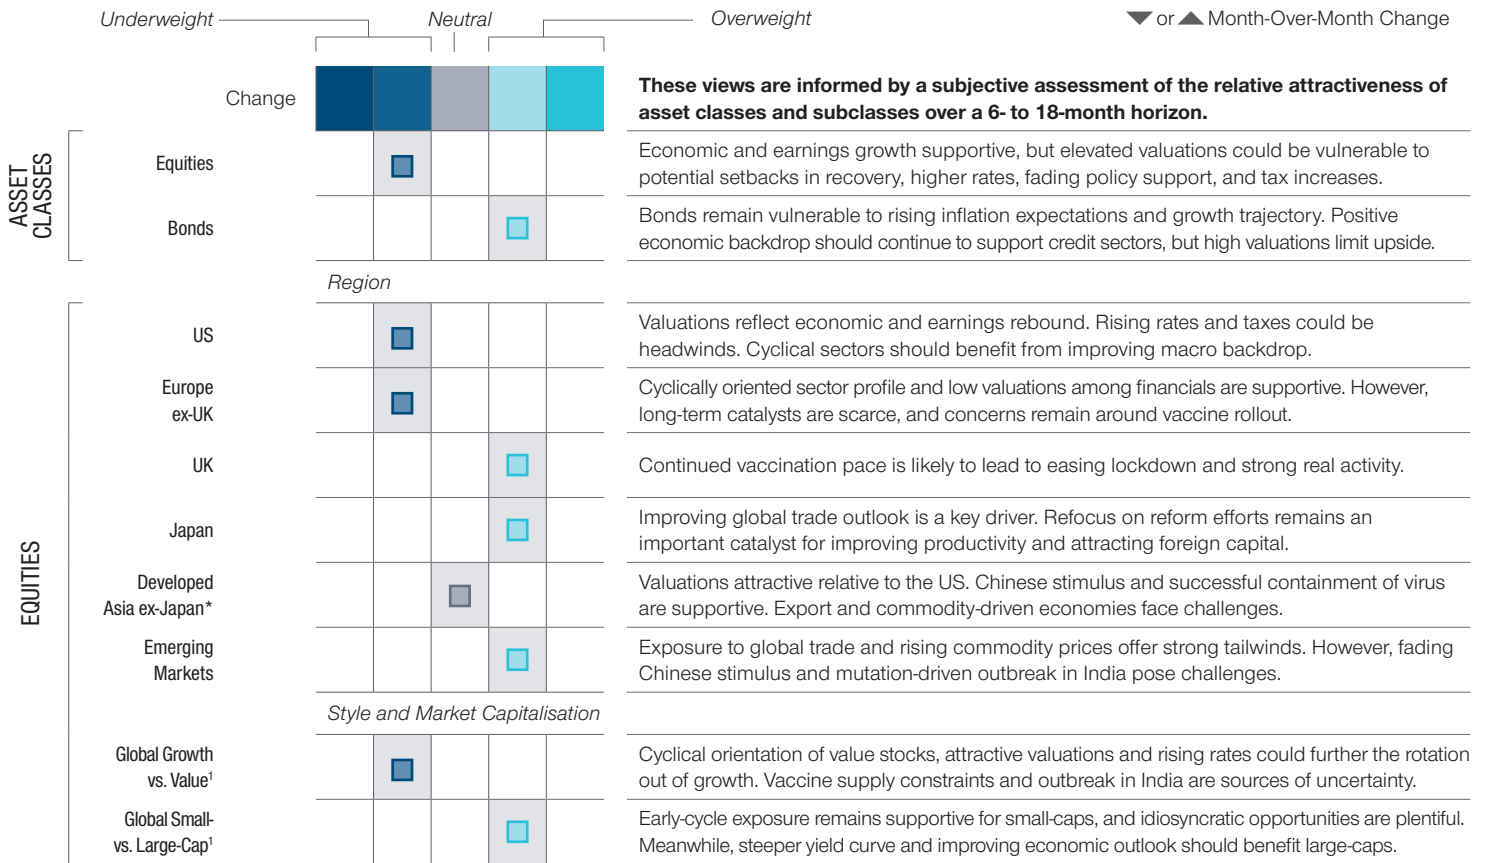 Underweight
Neutral
Overweight
▼ or ▲ Month-Over-Month Change
Change
These views are informed by a subjective assessment of the relative attractiveness of
asset classes and subclasses over a 6- to 18-month horizon.
ASSET
CLASSES
Equities
Economic and earnings growth supportive, but elevated valuations could be vulnerable to
potential setbacks in recovery, higher rates, fading policy support, and tax increases.
Bonds
Bonds remain vulnerable to rising inflation expectations and growth trajectory. Positive
economic backdrop should continue to support credit sectors, but high valuations limit upside.
Region
EQUITIES
US
Valuations reflect economic and earnings rebound. Rising rates and taxes could be
headwinds. Cyclical sectors should benefit from improving macro backdrop.
Europe
ex-UK
Cyclically oriented sector profile and low valuations among financials are supportive. However,
long-term catalysts are scarce, and concerns remain around vaccine rollout.
UK
Continued vaccination pace is likely to lead to easing lockdown and strong real activity.
Japan
Improving global trade outlook is a key driver. Refocus on reform efforts remains an
important catalyst for improving productivity and attracting foreign capital.
Developed
Asia ex-Japan*
Valuations attractive relative to the US. Chinese stimulus and successful containment of virus
are supportive. Export and commodity-driven economies face challenges.
Emerging
Markets
Exposure to global trade and rising commodity prices offer strong tailwinds. However, fading
Chinese stimulus and mutation-driven outbreak in India pose challenges.
Style and Market Capitalisation
Global Growth
vs. Value¹
Cyclical orientation of value stocks, attractive valuations and rising rates could further the rotation
out of growth. Vaccine supply constraints and outbreak in India are sources of uncertainty.
Global Small-
vs. Large-Cap¹
Early-cycle exposure remains supportive for small-caps, and idiosyncratic opportunities are plentiful.
Meanwhile, steeper yield curve and improving economic outlook should benefit large-caps.